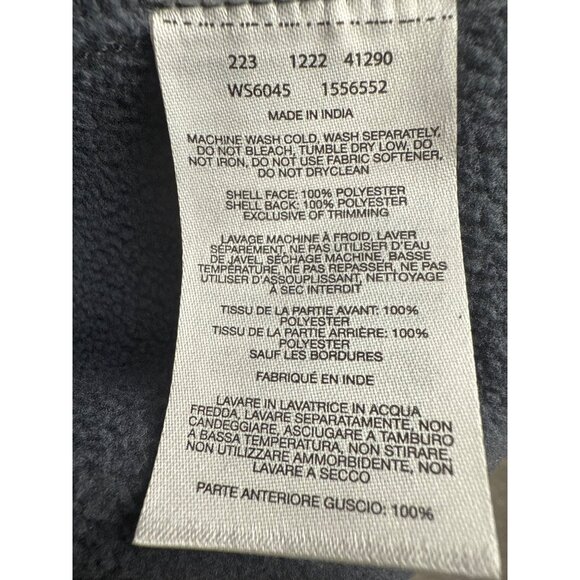 223 1222 41290
WS6045 1556552
MADE IN INDIA
MACHINE WASH COLD, WASH SEPARATELY,
DO NOT BLEACH, TUMBLE DRY LOW, DO
NOT IRON, DO NOT USE FABRIC SOFTENER,
DO NOT DRYCLEAN
SHELL FACE: 100% POLYESTER
SHELL BACK: 100% POLYESTER
EXCLUSIVE OF TRIMMING
LAVAGE MACHINE À FROID, LAVER
SÉPAREMENT, NE PAS UTILISER D'EAU
DE JAVEL, SÉCHAGE MACHINE, BASSE
TEMPÉRATURE, NE PAS REPASSER, NE PAS
UTILISER D'ASSOUPLISSANT, NETTOYAGE
À SEC INTERDIT
TISSU DE LA PARTIE AVANT: 100%
POLYESTER
TISSU DE LA PARTIE ARRIÈRE: 100%
POLYESTER
SAUF LES BORDURES
FABRIQUÉ EN INDE
LAVARE IN LAVATRICE IN ACQUA
FREDDA, LAVARE SEPARATAMENTE, NON
CANDEGGIARE, ASCIUGARE A TAMBURO
A BASSA TEMPERATURA, NON STIRARE,
NON UTILIZZARE AMMORBIDENTE, NON
LAVARE A SECCO
PARTE ANTERIORE GUSCIO: 100%